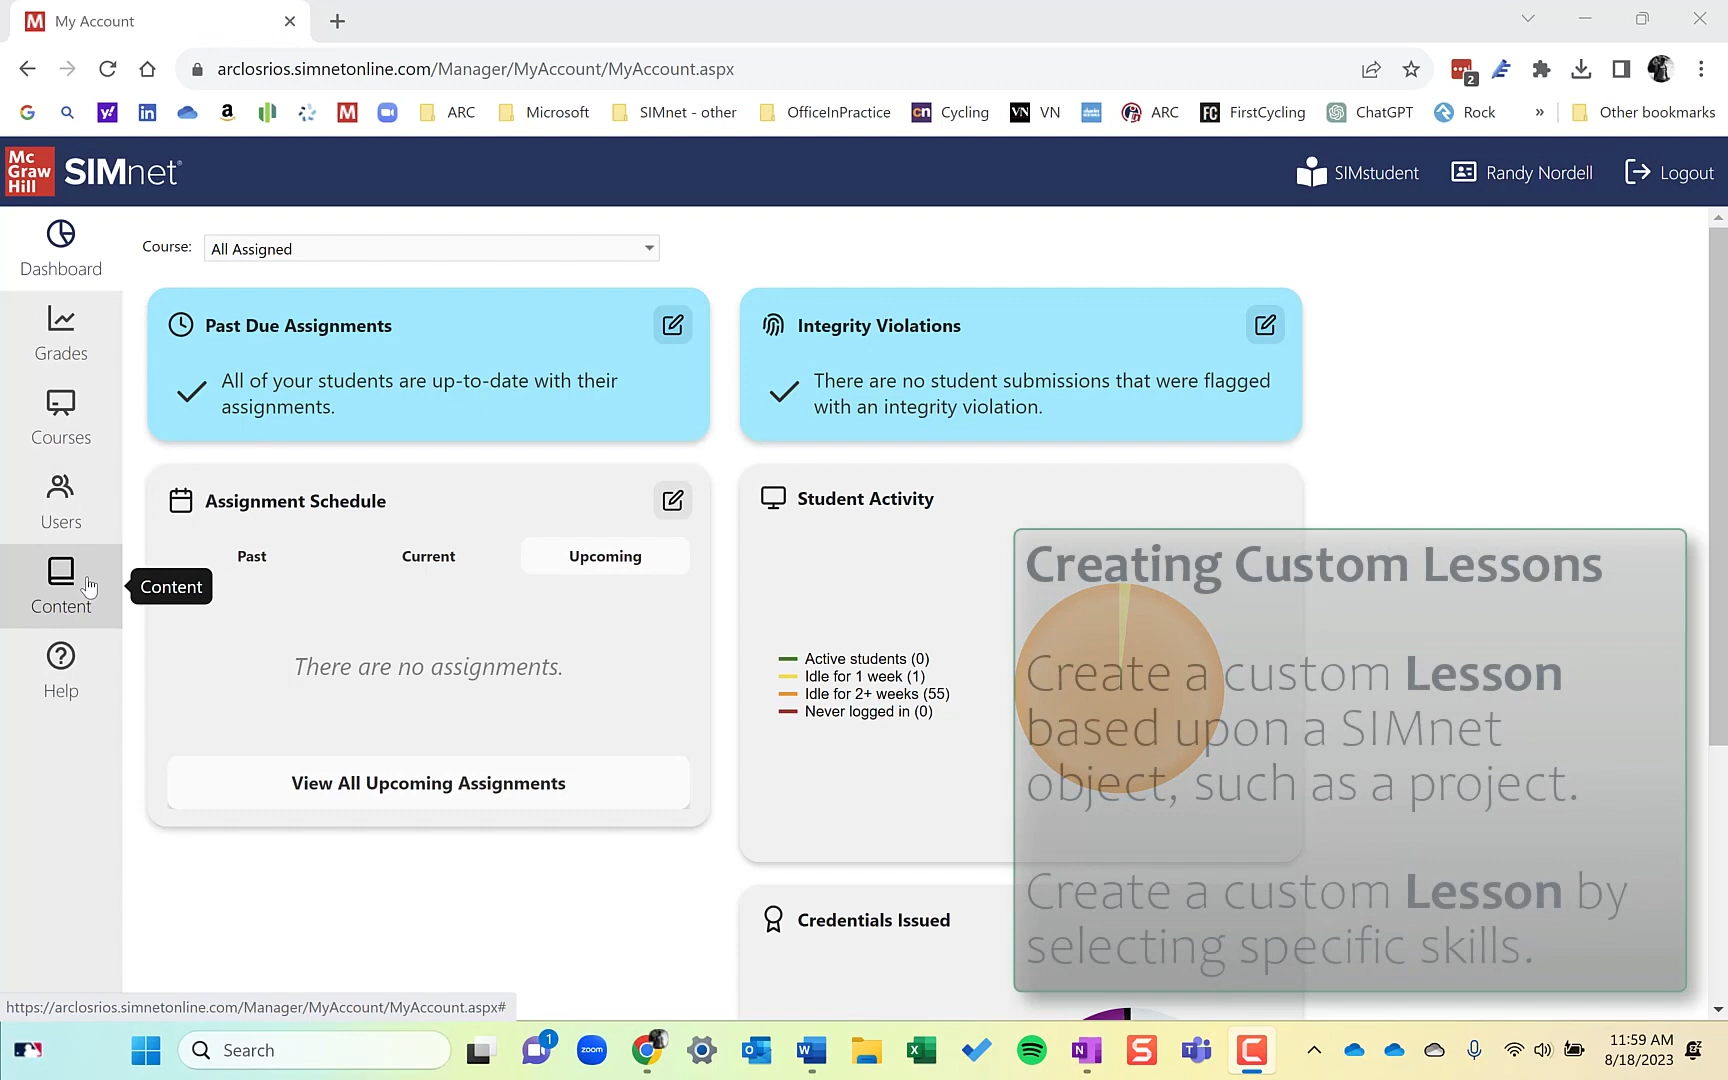 My Account
arclosrios.simnetonline.com/Manager/MyAccount/MyAccount.aspx
2
ARC
Microsoft
SIMnet - other
OfficeInPractice
cn
Cycling
VN
VN
ARC
FC
FirstCycling
ChatGPT
Rock
»
Other bookmarks
Mc
Graw
Hill
SIMnet®
SIMstudent
Randy Nordell
Logout
Dashboard
Grades
Courses
Users
Content
Content
Help
Course:
All Assigned
Past Due Assignments
All of your students are up-to-date with their
assignments.
Integrity Violations
There are no student submissions that were flagged
with an integrity violation.
Assignment Schedule
Past
Current
Upcoming
There are no assignments.
View All Upcoming Assignments
Student Activity
Active students (0)
Idle for 1 week (1)
Idle for 2+ weeks (55)
Never logged in (0)
Credentials Issued
Creating Custom Lessons
Create a custom Lesson
based upon a SIMnet
object, such as a project.
Create a custom Lesson by
selecting specific skills.
https://arclosrios.simnetonline.com/Manager/MyAccount/MyAccount.aspx#
Search
1
zoom
11:59 AM
8/18/2023